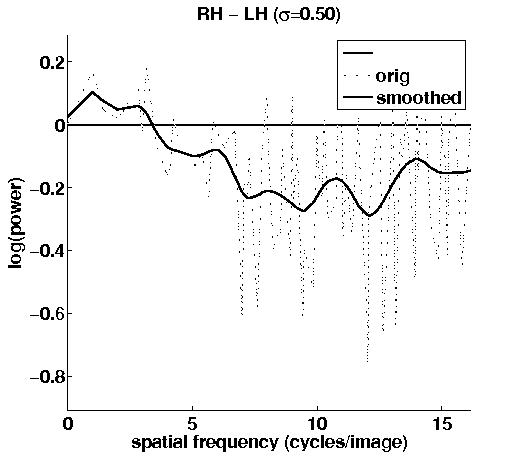 RH − LH (σ=0.50)
orig
smoothed
0.2
0
−0.2
−0.4
−0.6
−0.8
log(power)
0
5
10
15
spatial frequency (cycles/image)